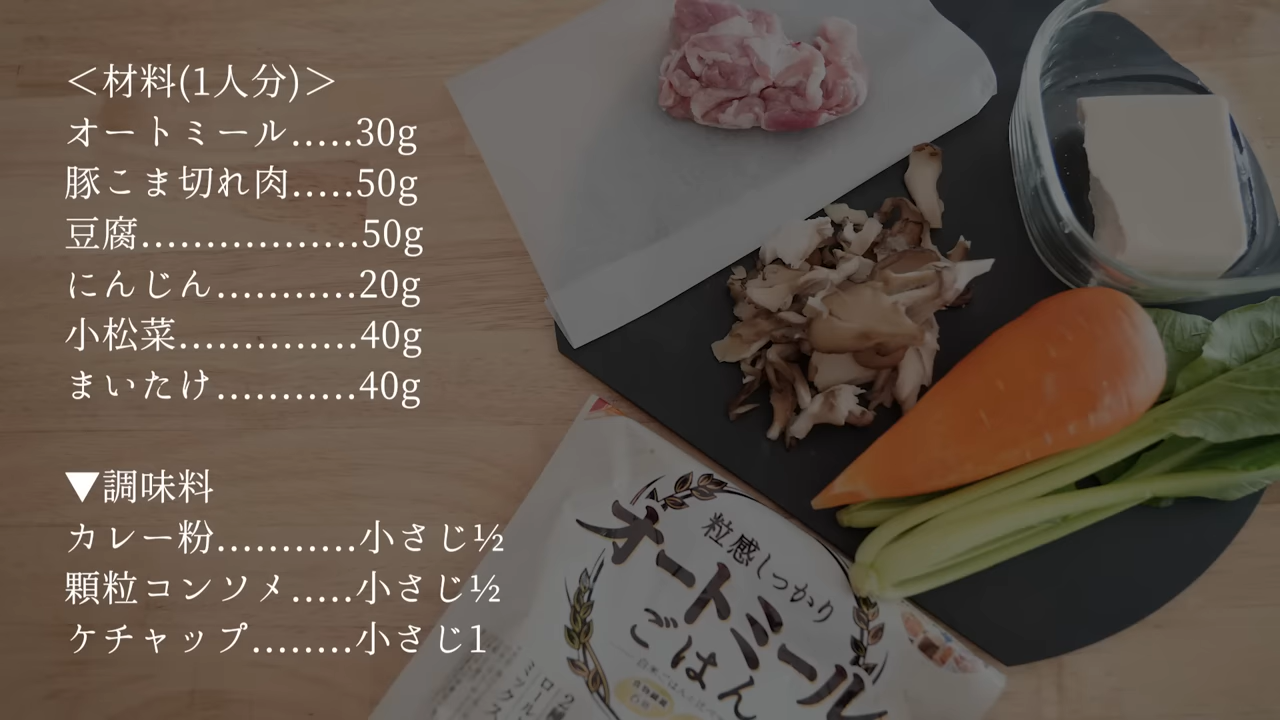 ＜材料(1人分)＞
オートミール.....30g
豚こま切れ肉.....50g
豆腐.................50g
にんじん...........20g
小松菜..............40g
まいたけ...........40g
▼調味料
カレー粉...........小さじ½
顆粒コンソメ.....小さじ½
ケチャップ........小さじ1
粒感しっかり
オートミール
ごはん